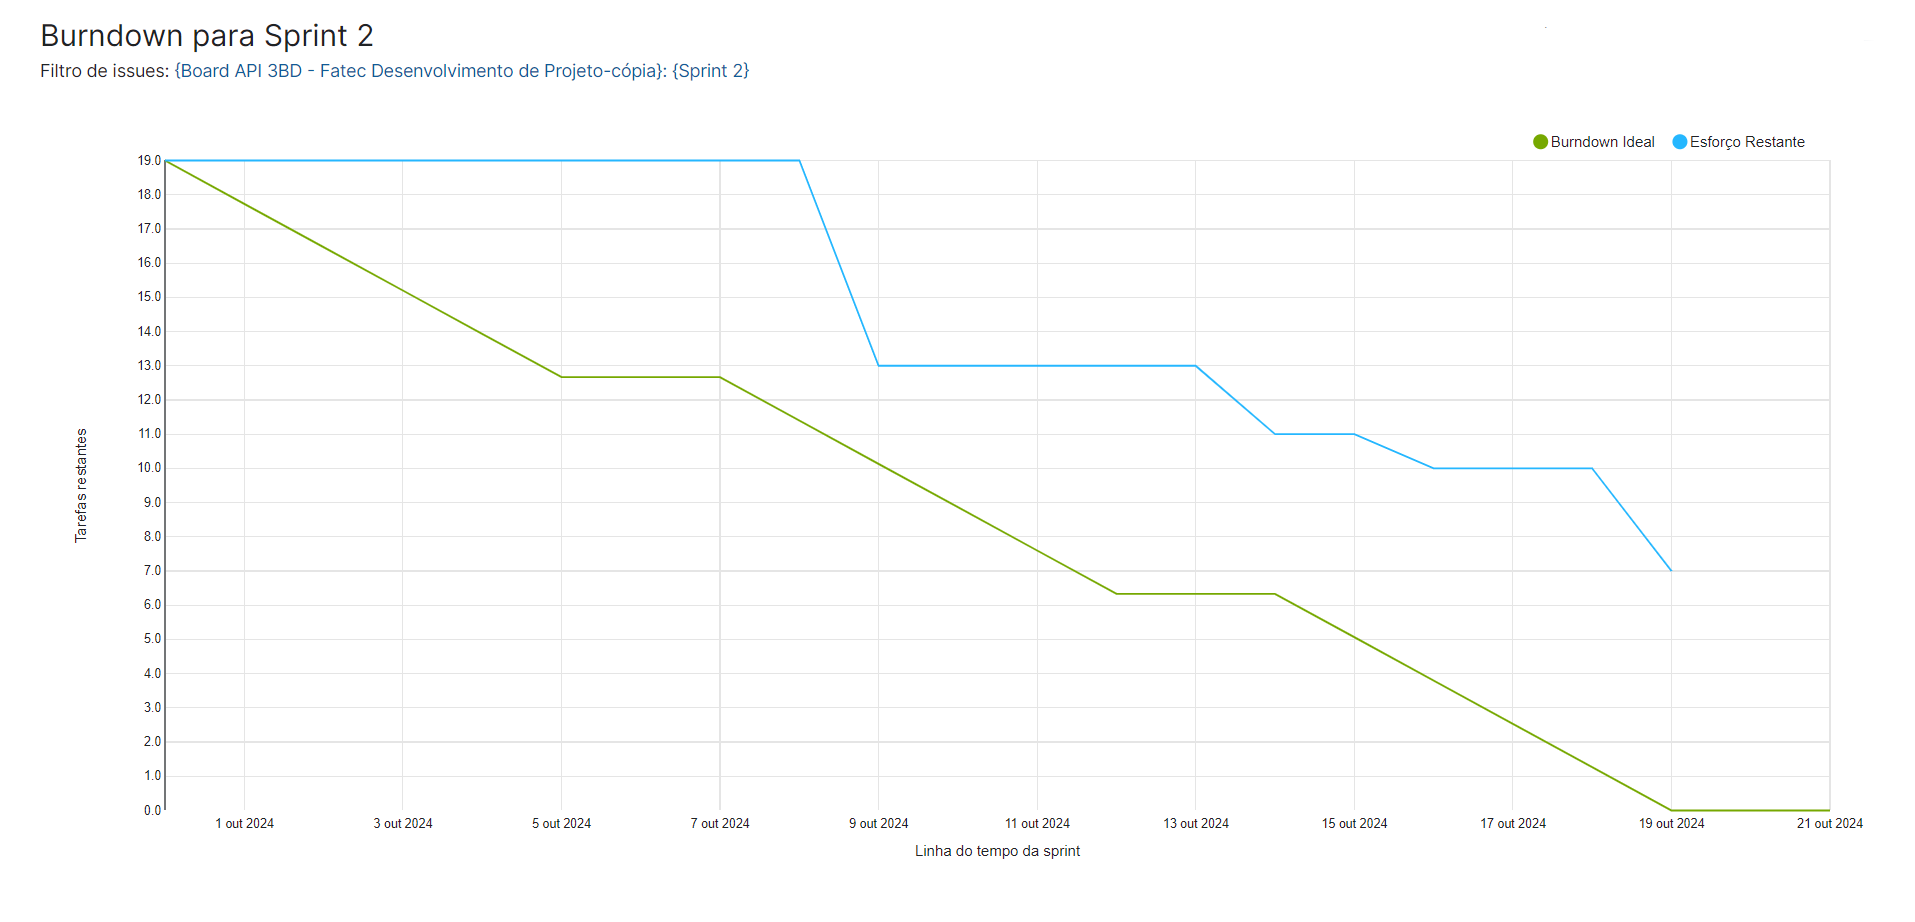 Burndown para Sprint 2
Filtro de issues: {Board API 3BD - Fatec Desenvolvimento de Projeto-cópia}: {Sprint 2}
Burndown Ideal
Esforço Restante
19.0
18.0
17.0
16.0
15.0
14.0
13.0
12.0
11.0
10.0
9.0
8.0
7.0
6.0
5.0
4.0
3.0
2.0
1.0
0.0
Tarefas restantes
1 out 2024
3 out 2024
5 out 2024
7 out 2024
9 out 2024
11 out 2024
13 out 2024
15 out 2024
17 out 2024
19 out 2024
21 out 2024
Linha do tempo da sprint